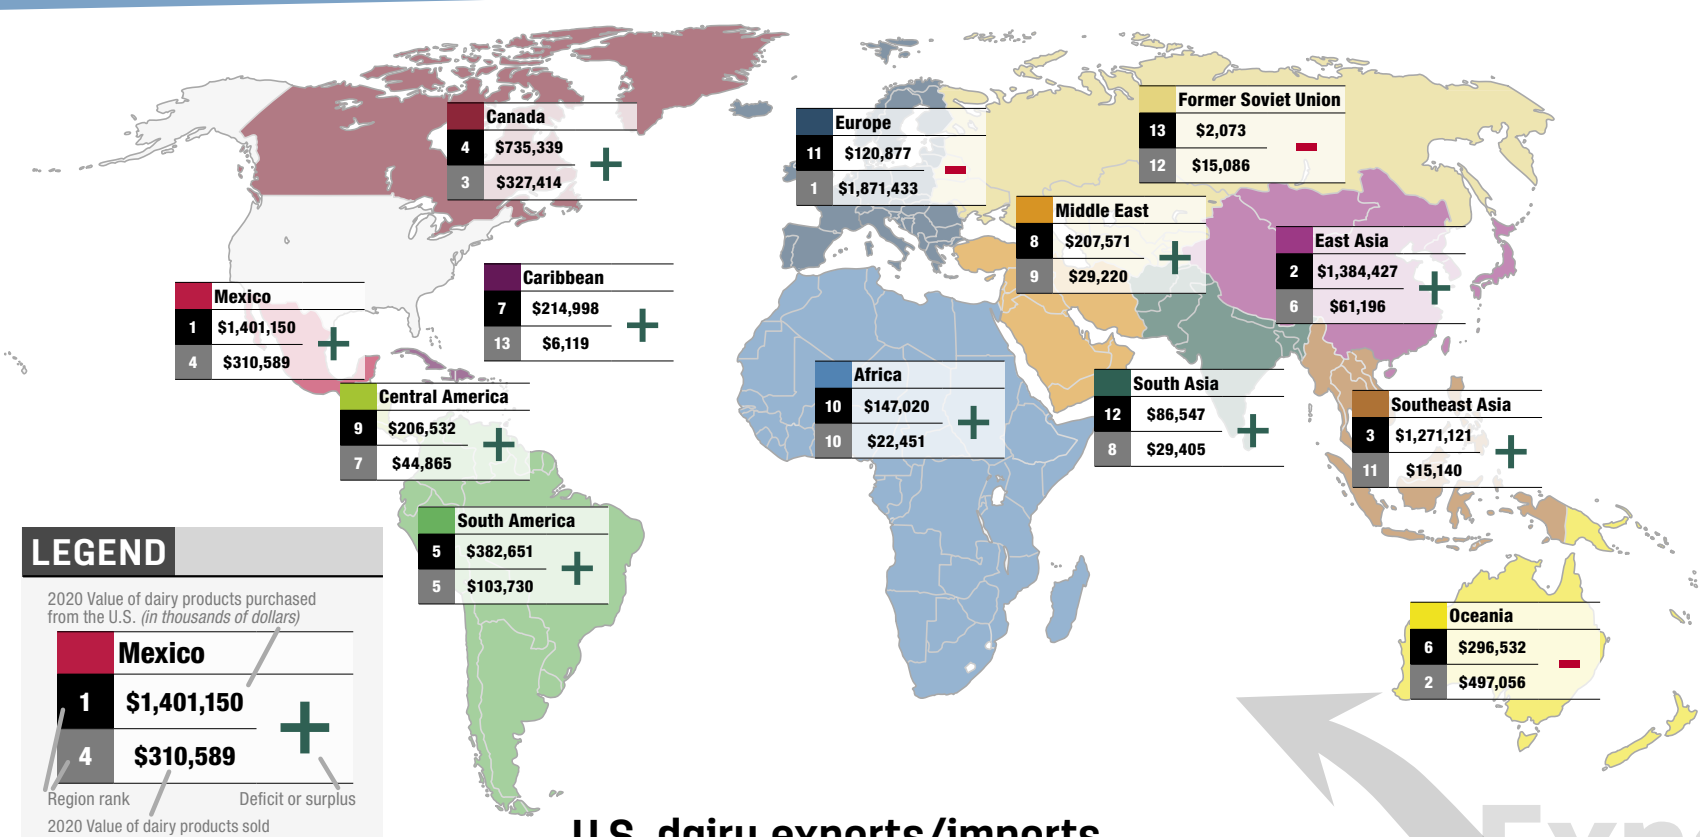 Canada
4 $735,339
3 $327,414
Europe
11 $120,877
1 $1,871,433
Former Soviet Union
13 $2,073
12 $15,086
Middle East
8 $207,571
9 $29,220
East Asia
2 $1,384,427
6 $61,196
Mexico
1 $1,401,150
4 $310,589
Caribbean
7 $214,998
13 $6,119
Central America
9 $206,532
7 $44,865
Africa
10 $147,020
10 $22,451
South Asia
12 $86,547
8 $29,405
Southeast Asia
3 $1,271,121
11 $15,140
South America
5 $382,651
5 $103,730
Oceania
6 $296,532
2 $497,056
LEGEND
2020 Value of dairy products purchased
from the U.S. (in thousands of dollars)
Mexico
1 $1,401,150
4 $310,589
Region rank Deficit or surplus
2020 Value of dairy products sold
U.S. dairy exports/imports